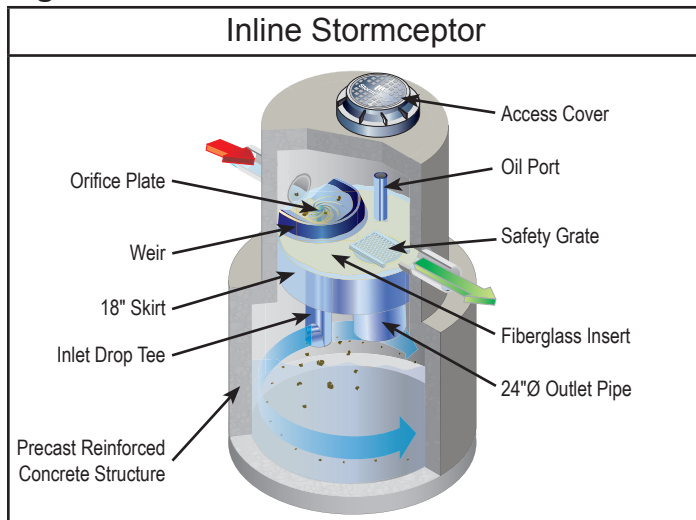 Inline Stormceptor
Access Cover
Oil Port
Orifice Plate
Safety Grate
Weir
18" Skirt
Fiberglass Insert
Inlet Drop Tee
24"Ø Outlet Pipe
Precast Reinforced
Concrete Structure